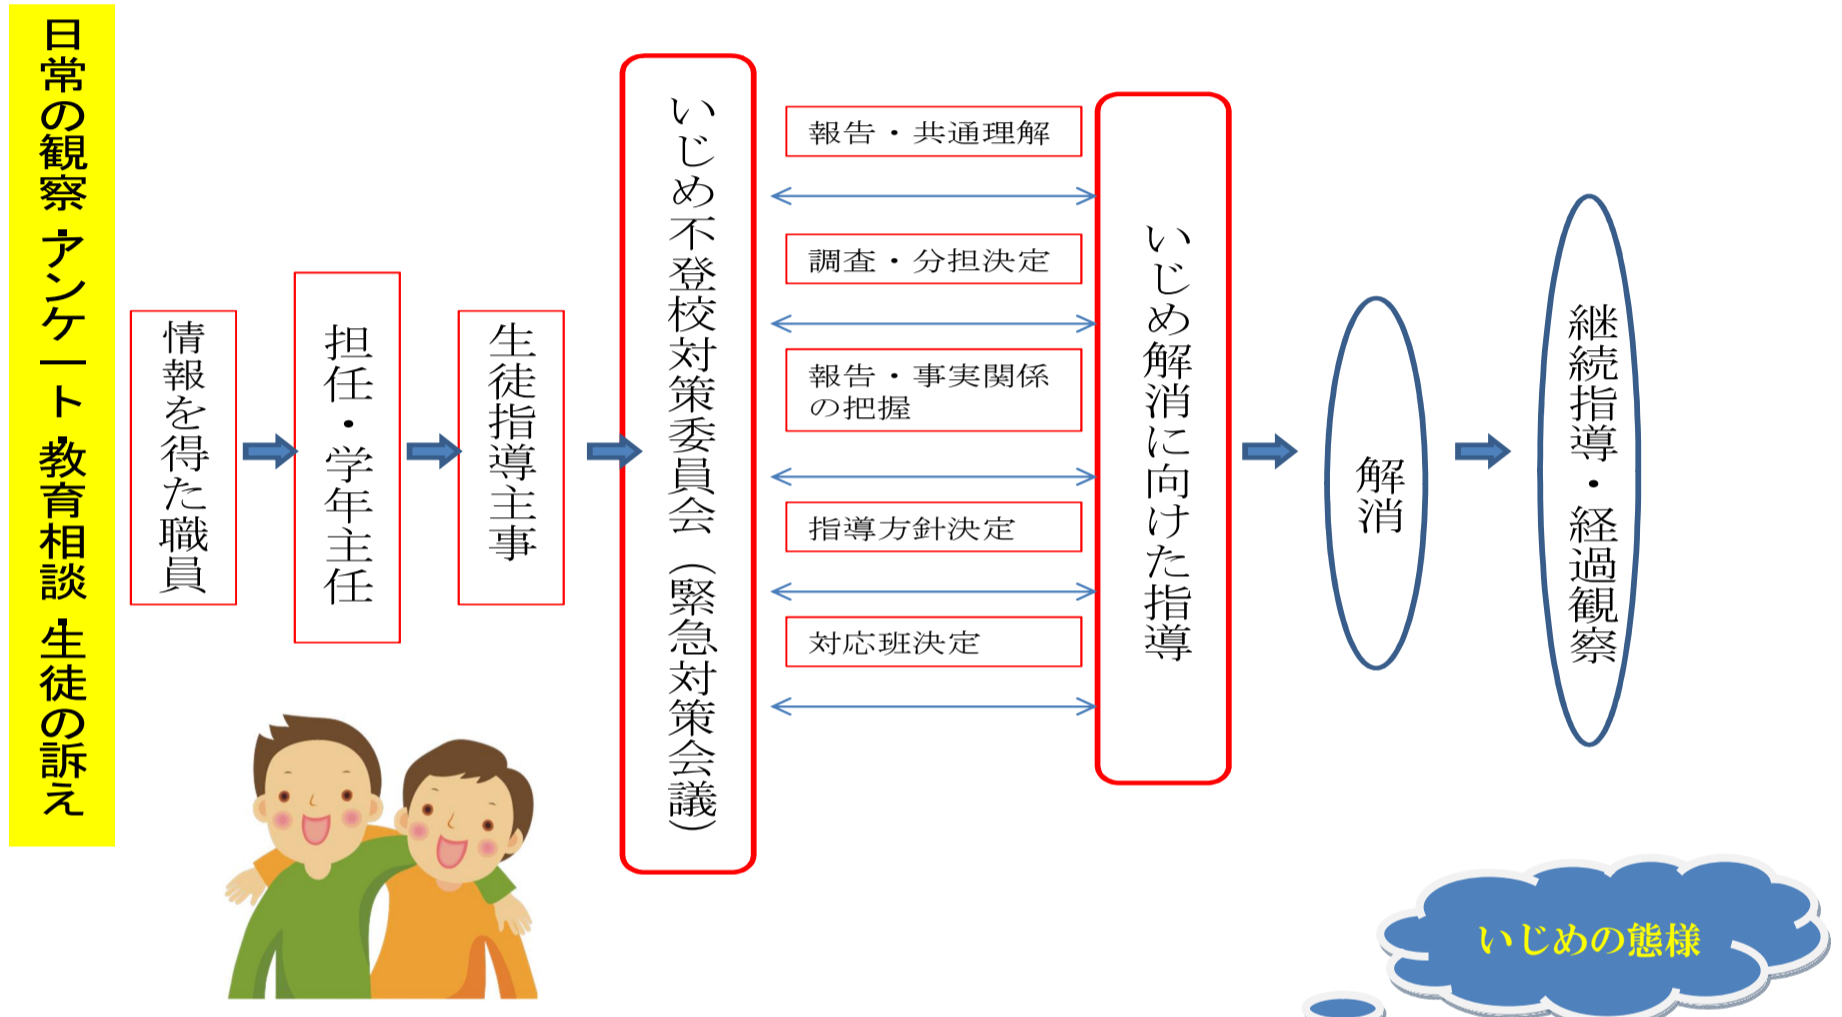 日常の観察・アンケート・教育相談・生徒の訴え
情報を得た職員
担任・学年主任
生徒指導主事
いじめ不登校対策委員会（緊急対策会議）
報告・共通理解
調査・分担決定
報告・事実関係
の把握
指導方針決定
対応班決定
いじめ解消に向けた指導
解消
継続指導・経過観察
いじめの態様